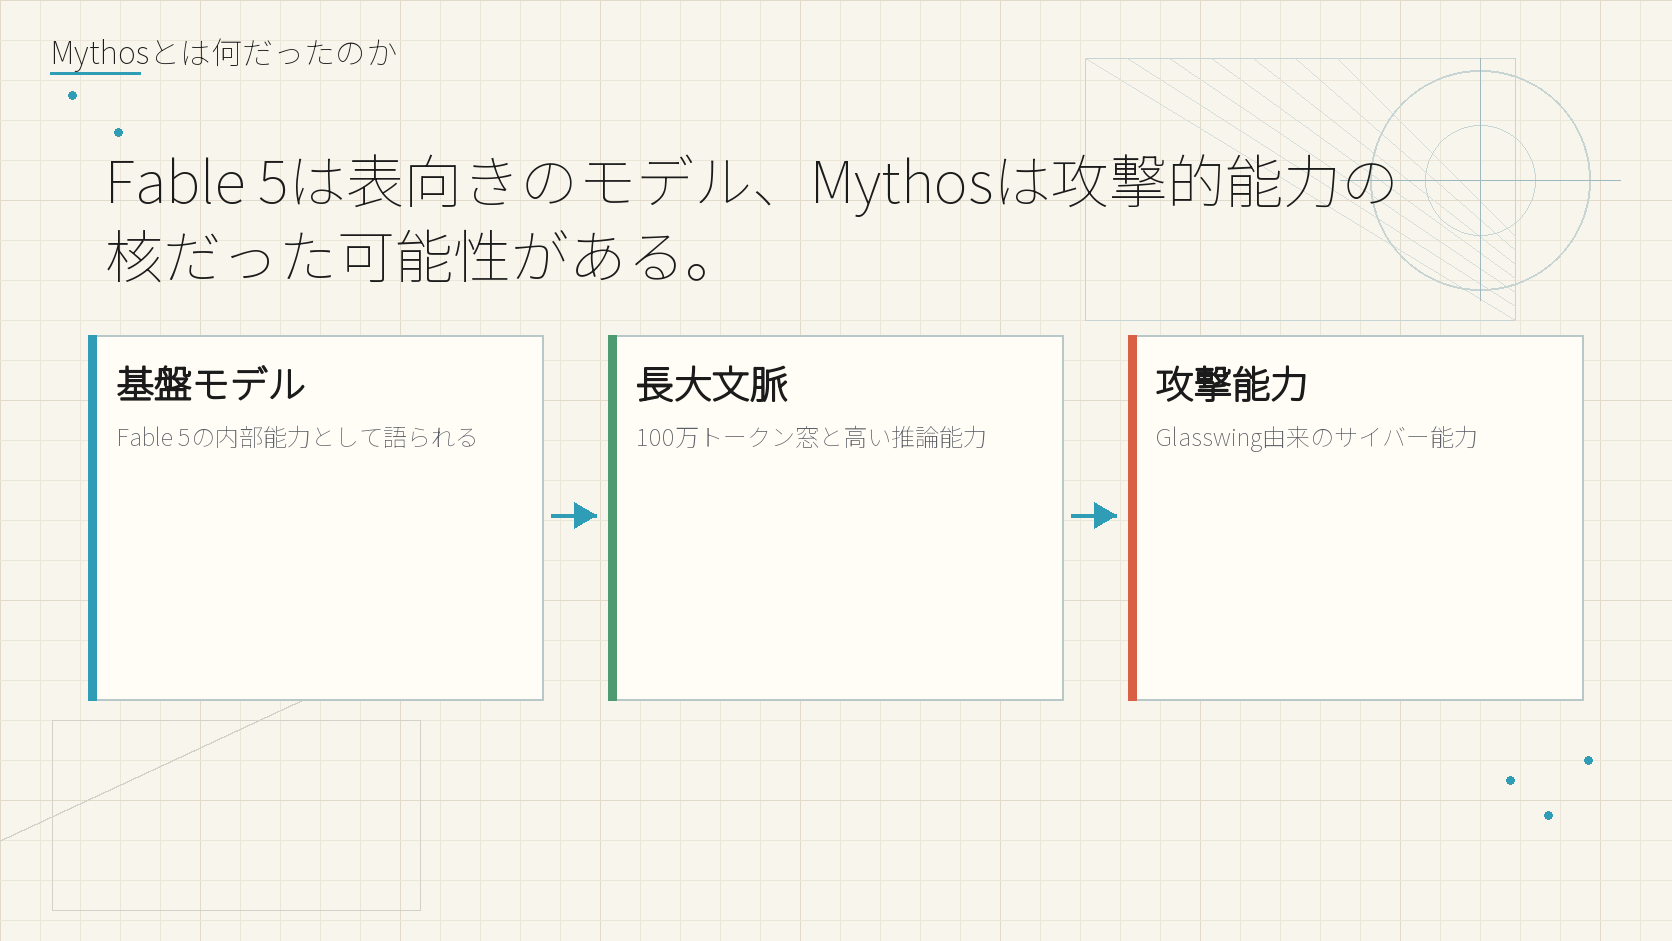 Mythosとは何だったのか
Fable 5は表向きのモデル、Mythosは攻撃的能力の
核だった可能性がある。
基盤モデル
Fable 5の内部能力として語られる
長大文脈
100万トークン窓と高い推論能力
攻撃能力
Glasswing由来のサイバー能力